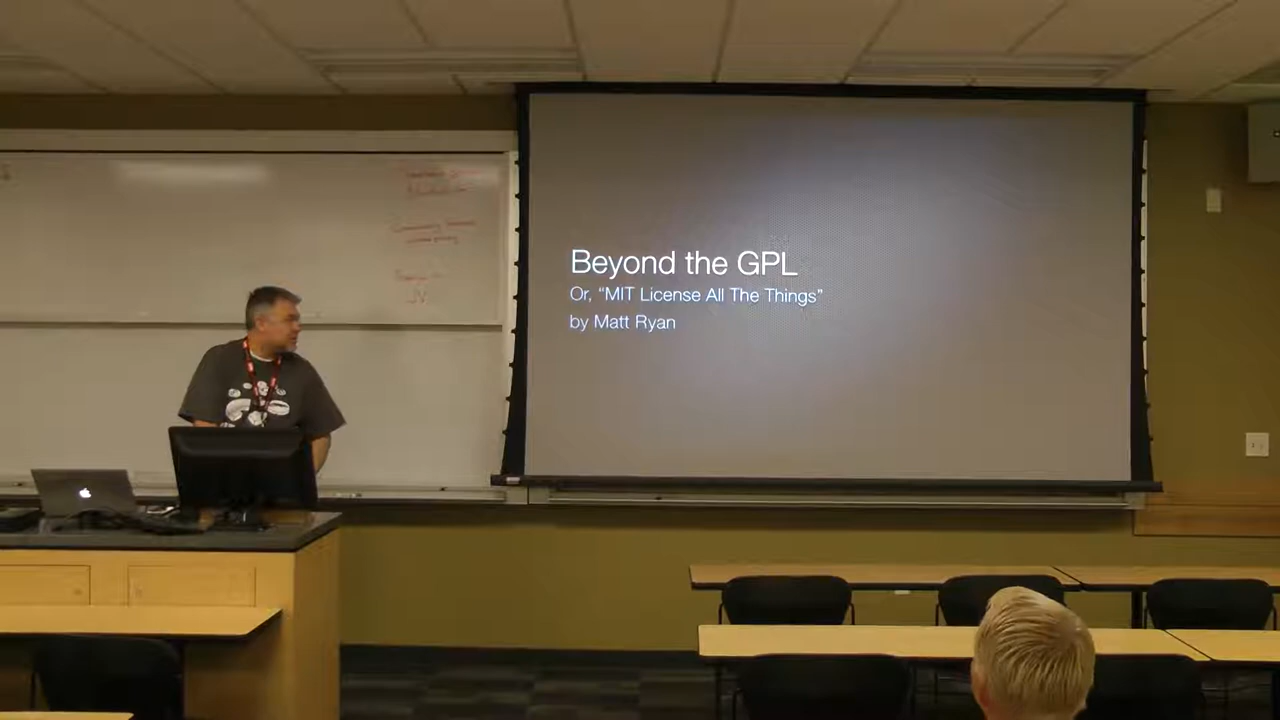 Beyond the GPL
Or, “MIT License All The Things”
by Matt Ryan